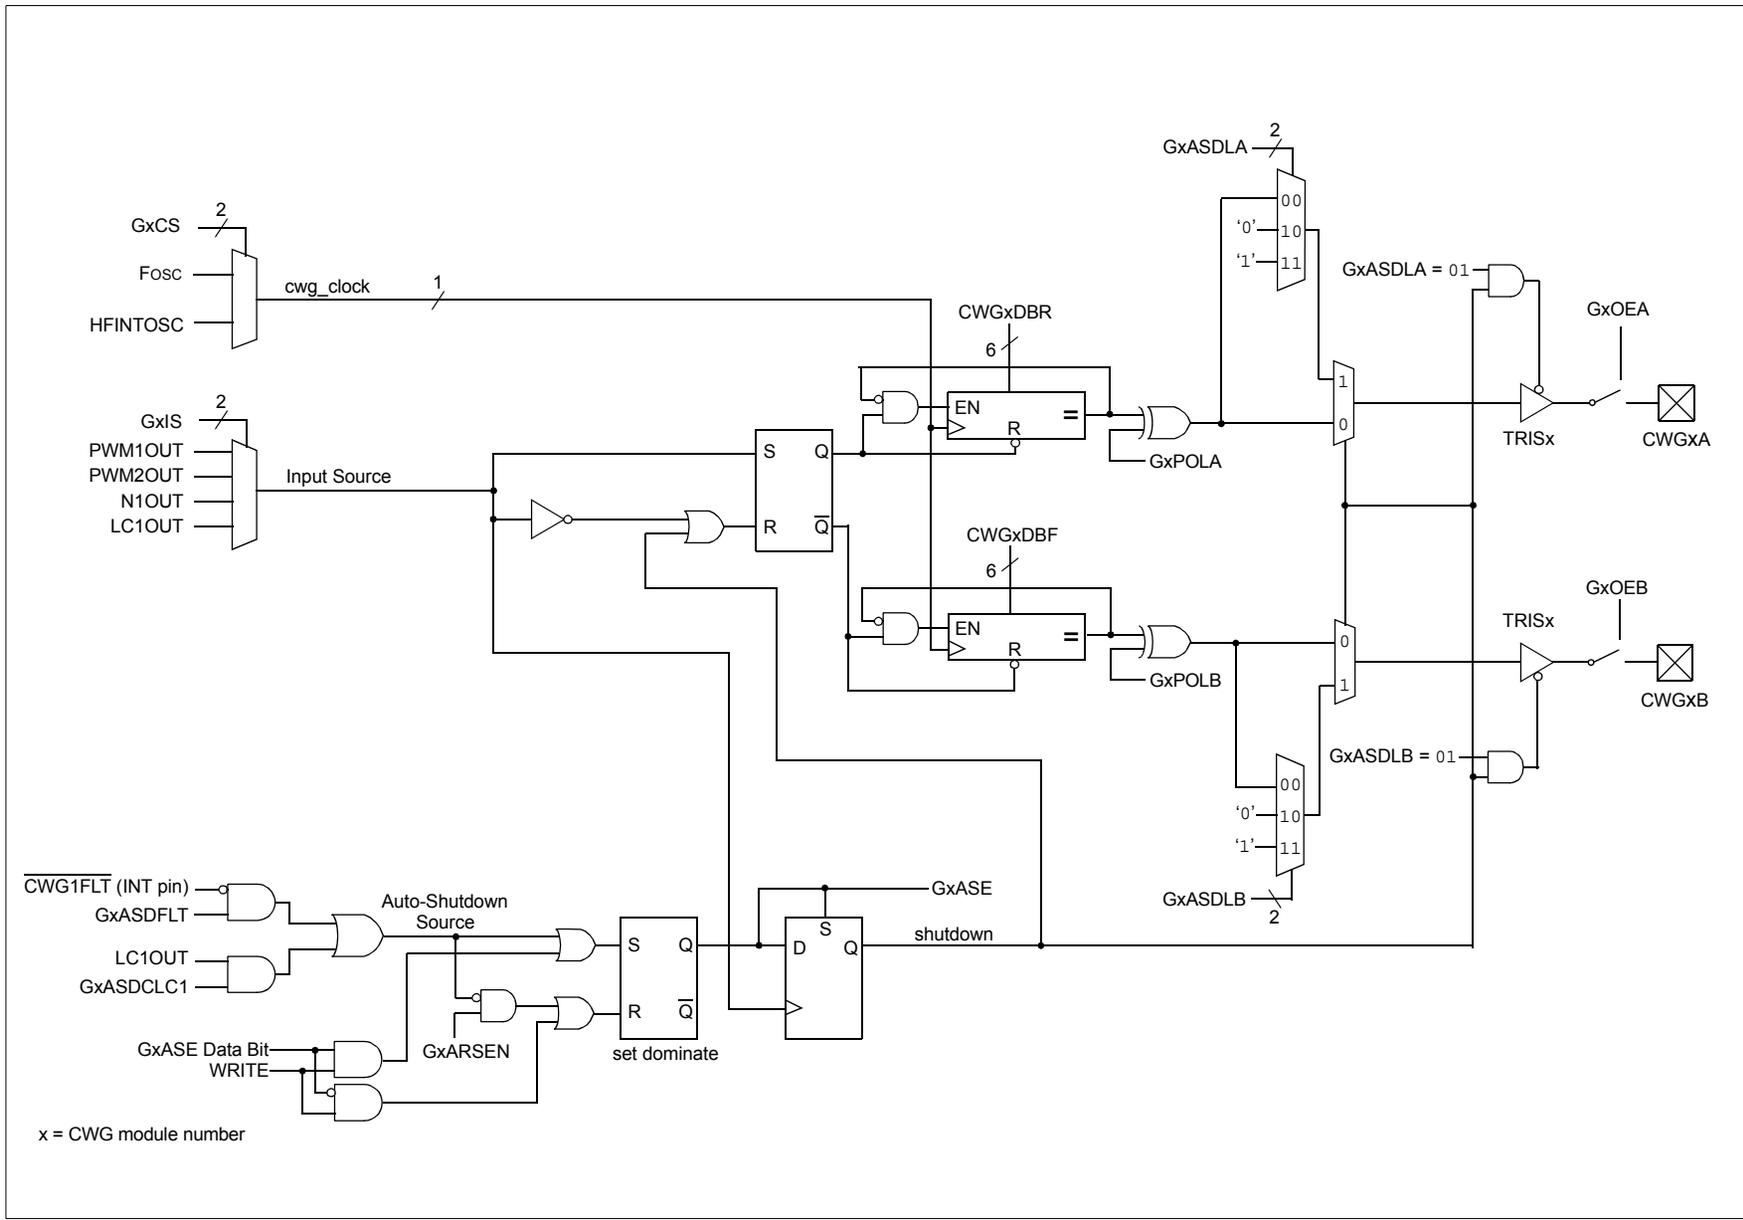 GxASDLA
2
00
'0'
10
'1'
11
GxCS
2
FOSC
HFINTOSC
cwg_clock
1
GxASDLA = 01
GxOEA
CWGxDBR
6
EN
=
R
1
0
TRISx
CWGxA
GxPOLA
GxIS
2
PWM1OUT
PWM2OUT
N1OUT
LC1OUT
Input Source
S
Q
R
Q̅
CWGxDBF
6
EN
=
R
GxPOLB
0
1
TRISx
GxOEB
CWGxB
GxASDLB = 01
00
'0'
10
'1'
11
GxASDLB
2
C̅W̅G̅1̅F̅L̅T̅ (INT pin)
GxASDFLT
LC1OUT
GxASDCLC1
Auto-Shutdown
Source
GxARSEN
GxASE Data Bit
WRITE
S
Q
R
Q̅
set dominate
GxASE
S
D
Q
shutdown
x = CWG module number